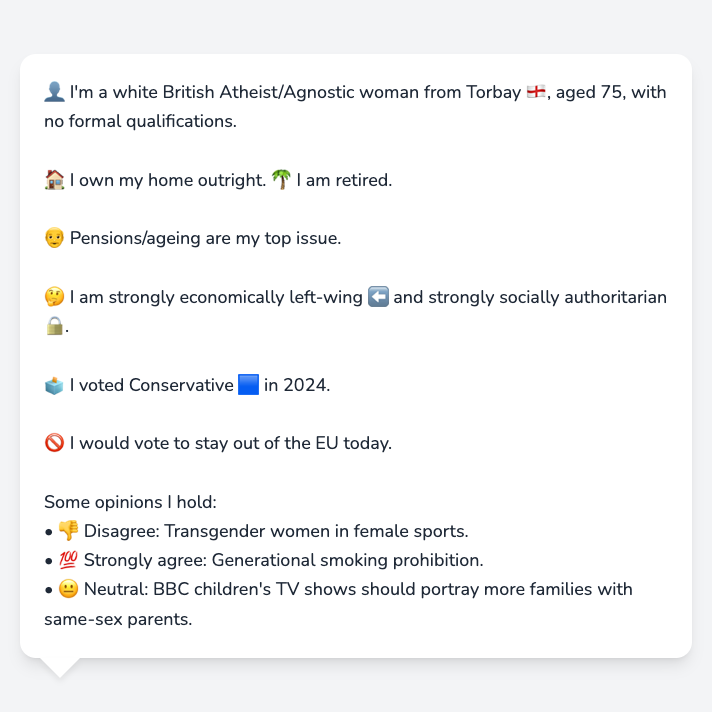 👤 I'm a white British Atheist/Agnostic woman from Torbay 🏴󠁧󠁢󠁥󠁮󠁧󠁿, aged 75, with
no formal qualifications.
🏠 I own my home outright. 🌴 I am retired.
👴 Pensions/ageing are my top issue.
🤔 I am strongly economically left-wing ⬅️ and strongly socially authoritarian
🔒.
🗳️ I voted Conservative 🟦 in 2024.
🚫 I would vote to stay out of the EU today.
Some opinions I hold:
• 👎 Disagree: Transgender women in female sports.
• 💯 Strongly agree: Generational smoking prohibition.
• 😐 Neutral: BBC children's TV shows should portray more families with
same-sex parents.